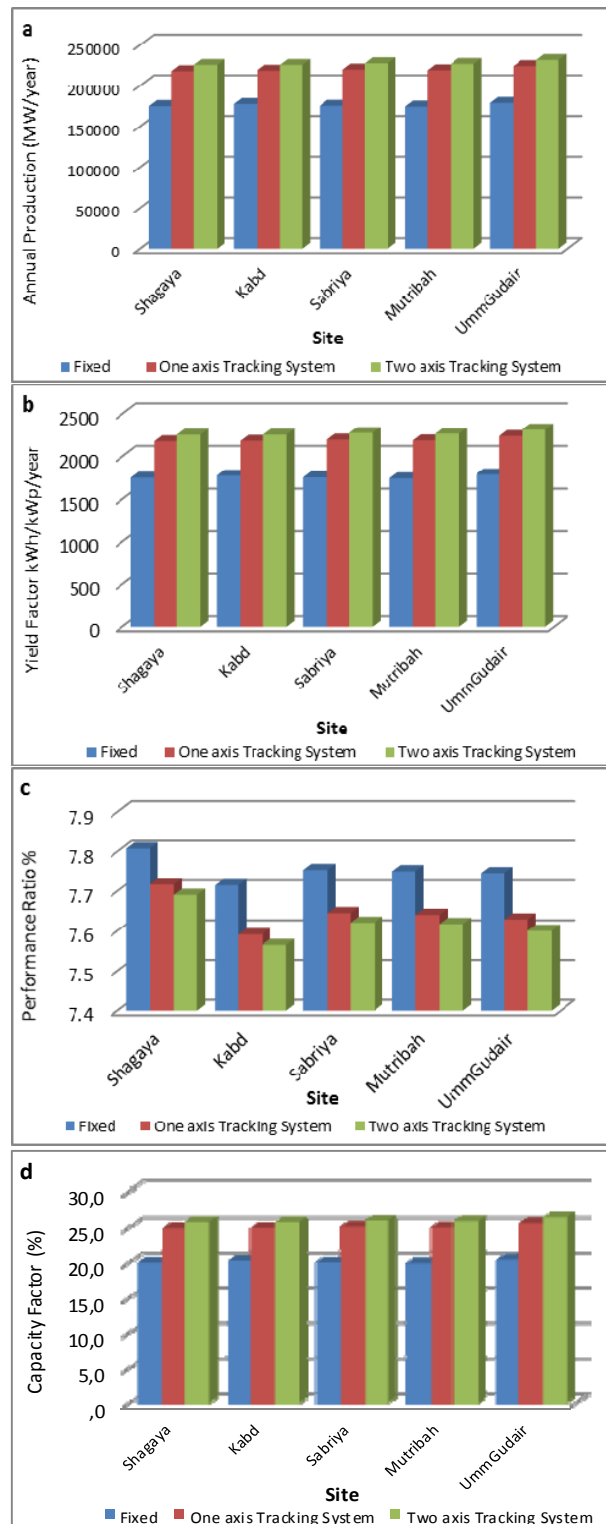 a
250000
200000
150000
100000
50000
0
Annual Production (MW/year)
Shagaya
Kabd
Sabriya
Mutribah
UmmGudair
Site
Fixed One axis Tracking System Two axis Tracking System
b
2500
2000
1500
1000
500
0
Yield Factor kWh/kWp/year
Shagaya
Kabd
Sabriya
Mutribah
UmmGudair
Site
Fixed One axis Tracking System Two axis Tracking System
c
7.9
7.8
7.7
7.6
7.5
7.4
Performance Ratio %
Shagaya
Kabd
Sabriya
Mutribah
UmmGudair
Site
Fixed One axis Tracking System Two axis Tracking System
d
30,0
25,0
20,0
15,0
10,0
5,0
,0
Capacity Factor (%)
Shagaya
Kabd
Sabriya
Mutribah
UmmGudair
Site
Fixed One axis Tracking System Two axis Tracking System